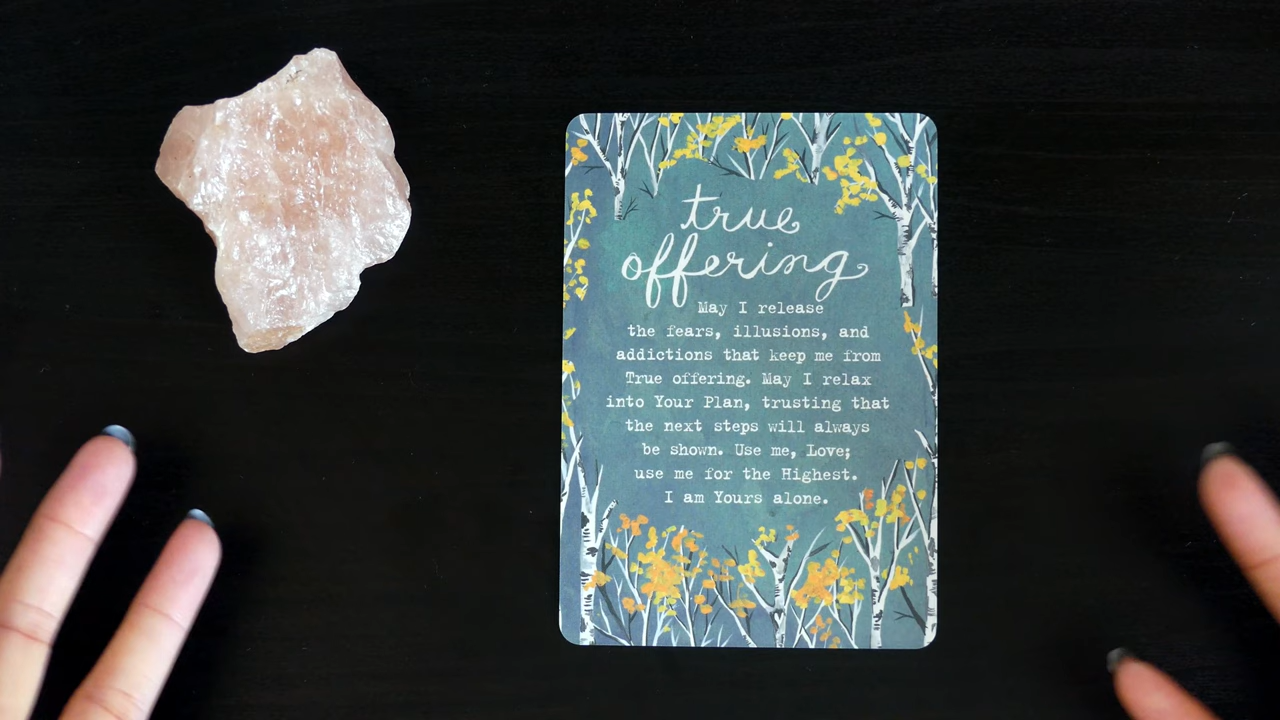 true
offering
May I release
the fears, illusions, and
addictions that keep me from
True offering. May I relax
into Your Plan, trusting that
the next steps will always
be shown. Use me, Love;
use me for the Highest.
I am Yours alone.